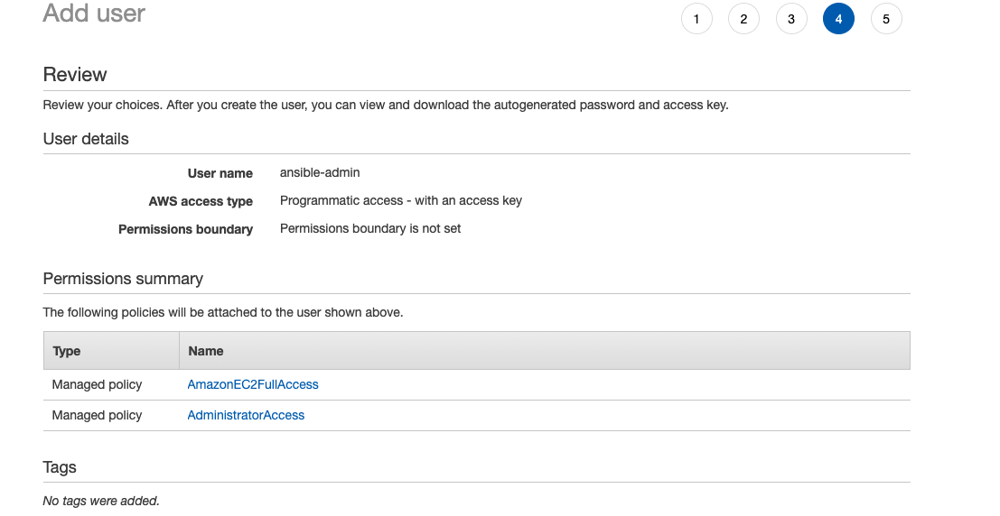 Add user
1 2 3 4 5
Review
Review your choices. After you create the user, you can view and download the autogenerated password and access key.
User details
User name ansible-admin
AWS access type Programmatic access - with an access key
Permissions boundary Permissions boundary is not set
Permissions summary
The following policies will be attached to the user shown above.
Type Name
Managed policy AmazonEC2FullAccess
Managed policy AdministratorAccess
Tags
No tags were added.